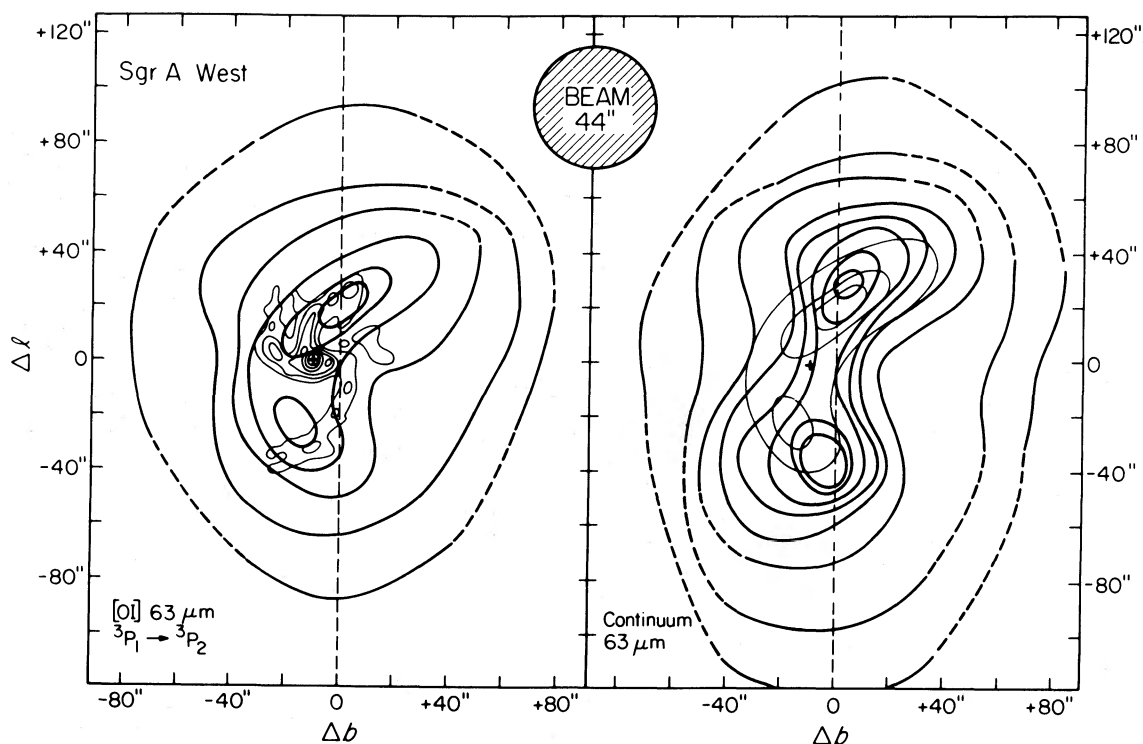 +120"
Sgr A West
+80"
+40"
0
-40"
-80"
Δℓ
[OI] 63 μm
³P₁ → ³P₂
-80"
-40"
0
+40"
+80"
Δb
BEAM
44"
+120"
+80"
+40"
0
-40"
-80"
Continuum
63 μm
-40"
0
+40"
+80"
Δb